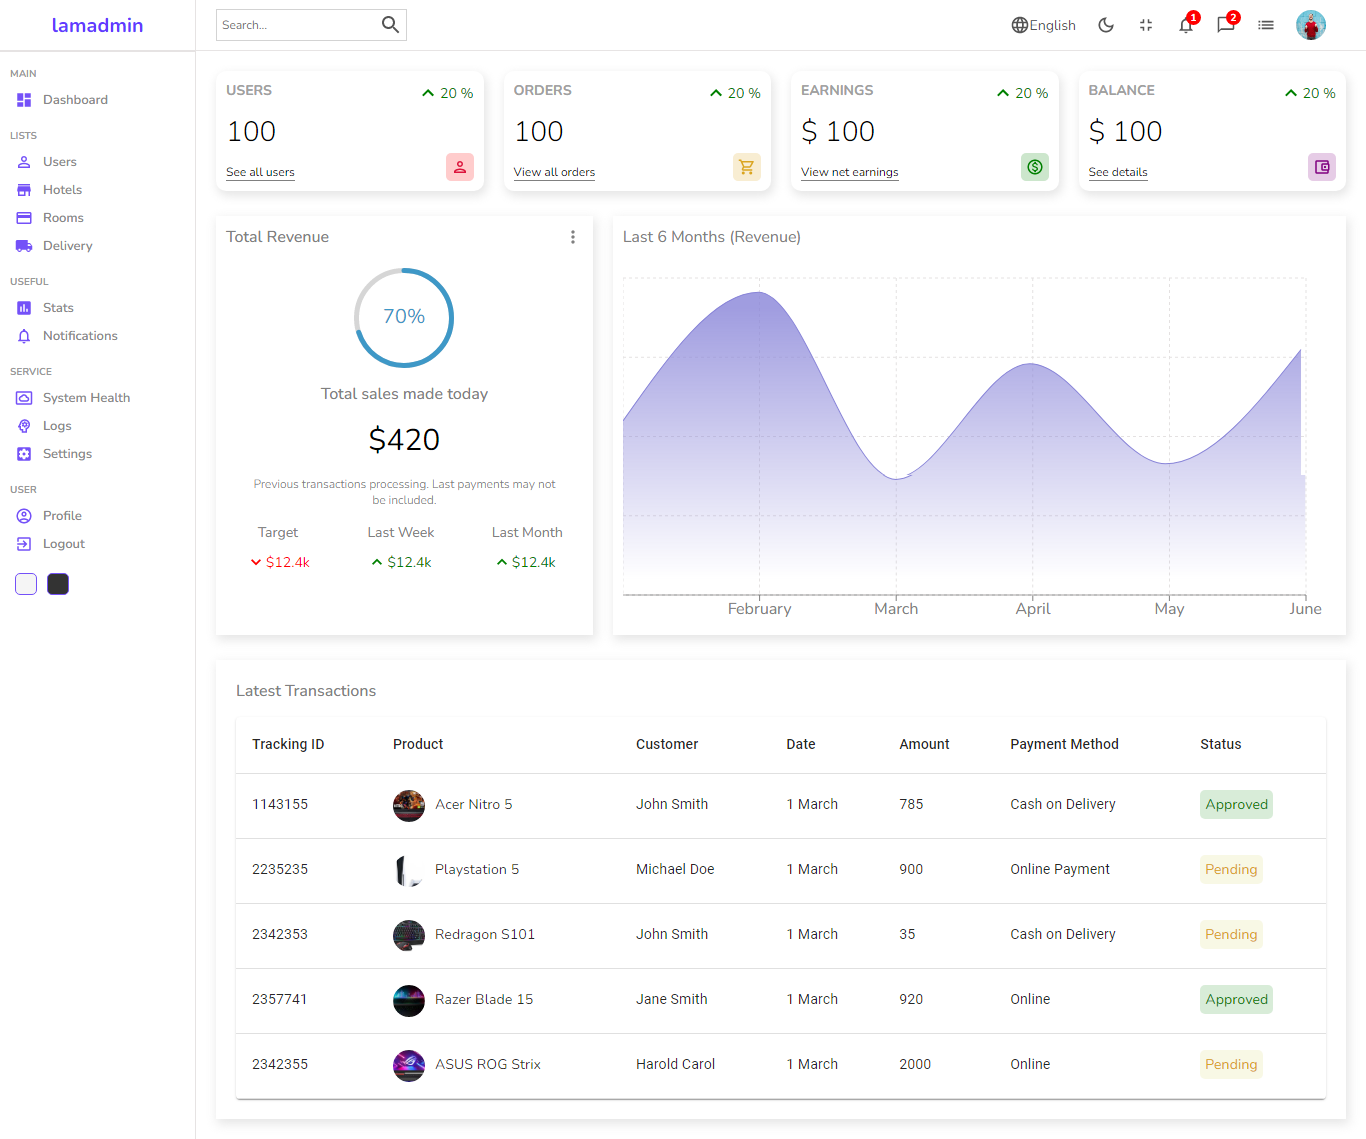 lamadmin
Search...
English
1
2
MAIN
Dashboard
LISTS
Users
Hotels
Rooms
Delivery
USEFUL
Stats
Notifications
SERVICE
System Health
Logs
Settings
USER
Profile
Logout
USERS
20 %
100
See all users
ORDERS
20 %
100
View all orders
EARNINGS
20 %
$ 100
View net earnings
BALANCE
20 %
$ 100
See details
Total Revenue
70%
Total sales made today
$420
Previous transactions processing. Last payments may not
be included.
Target Last Week Last Month
$12.4k $12.4k $12.4k
Last 6 Months (Revenue)
February March April May June
Latest Transactions
Tracking ID Product Customer Date Amount Payment Method Status
1143155 Acer Nitro 5 John Smith 1 March 785 Cash on Delivery Approved
2235235 Playstation 5 Michael Doe 1 March 900 Online Payment Pending
2342353 Redragon S101 John Smith 1 March 35 Cash on Delivery Pending
2357741 Razer Blade 15 Jane Smith 1 March 920 Online Approved
2342355 ASUS ROG Strix Harold Carol 1 March 2000 Online Pending